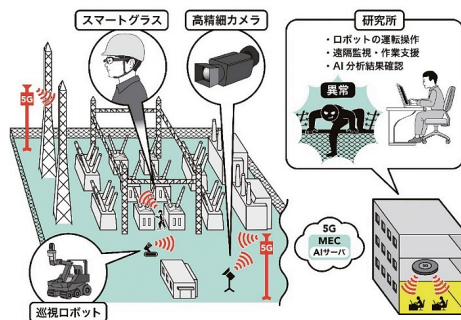 スマートグラス
高精細カメラ
研究所
・ロボットの運転操作
・遠隔監視・作業支援
・AI分析結果確認
異常
5G
5G
5G
MEC
AIサーバ
巡視ロボット